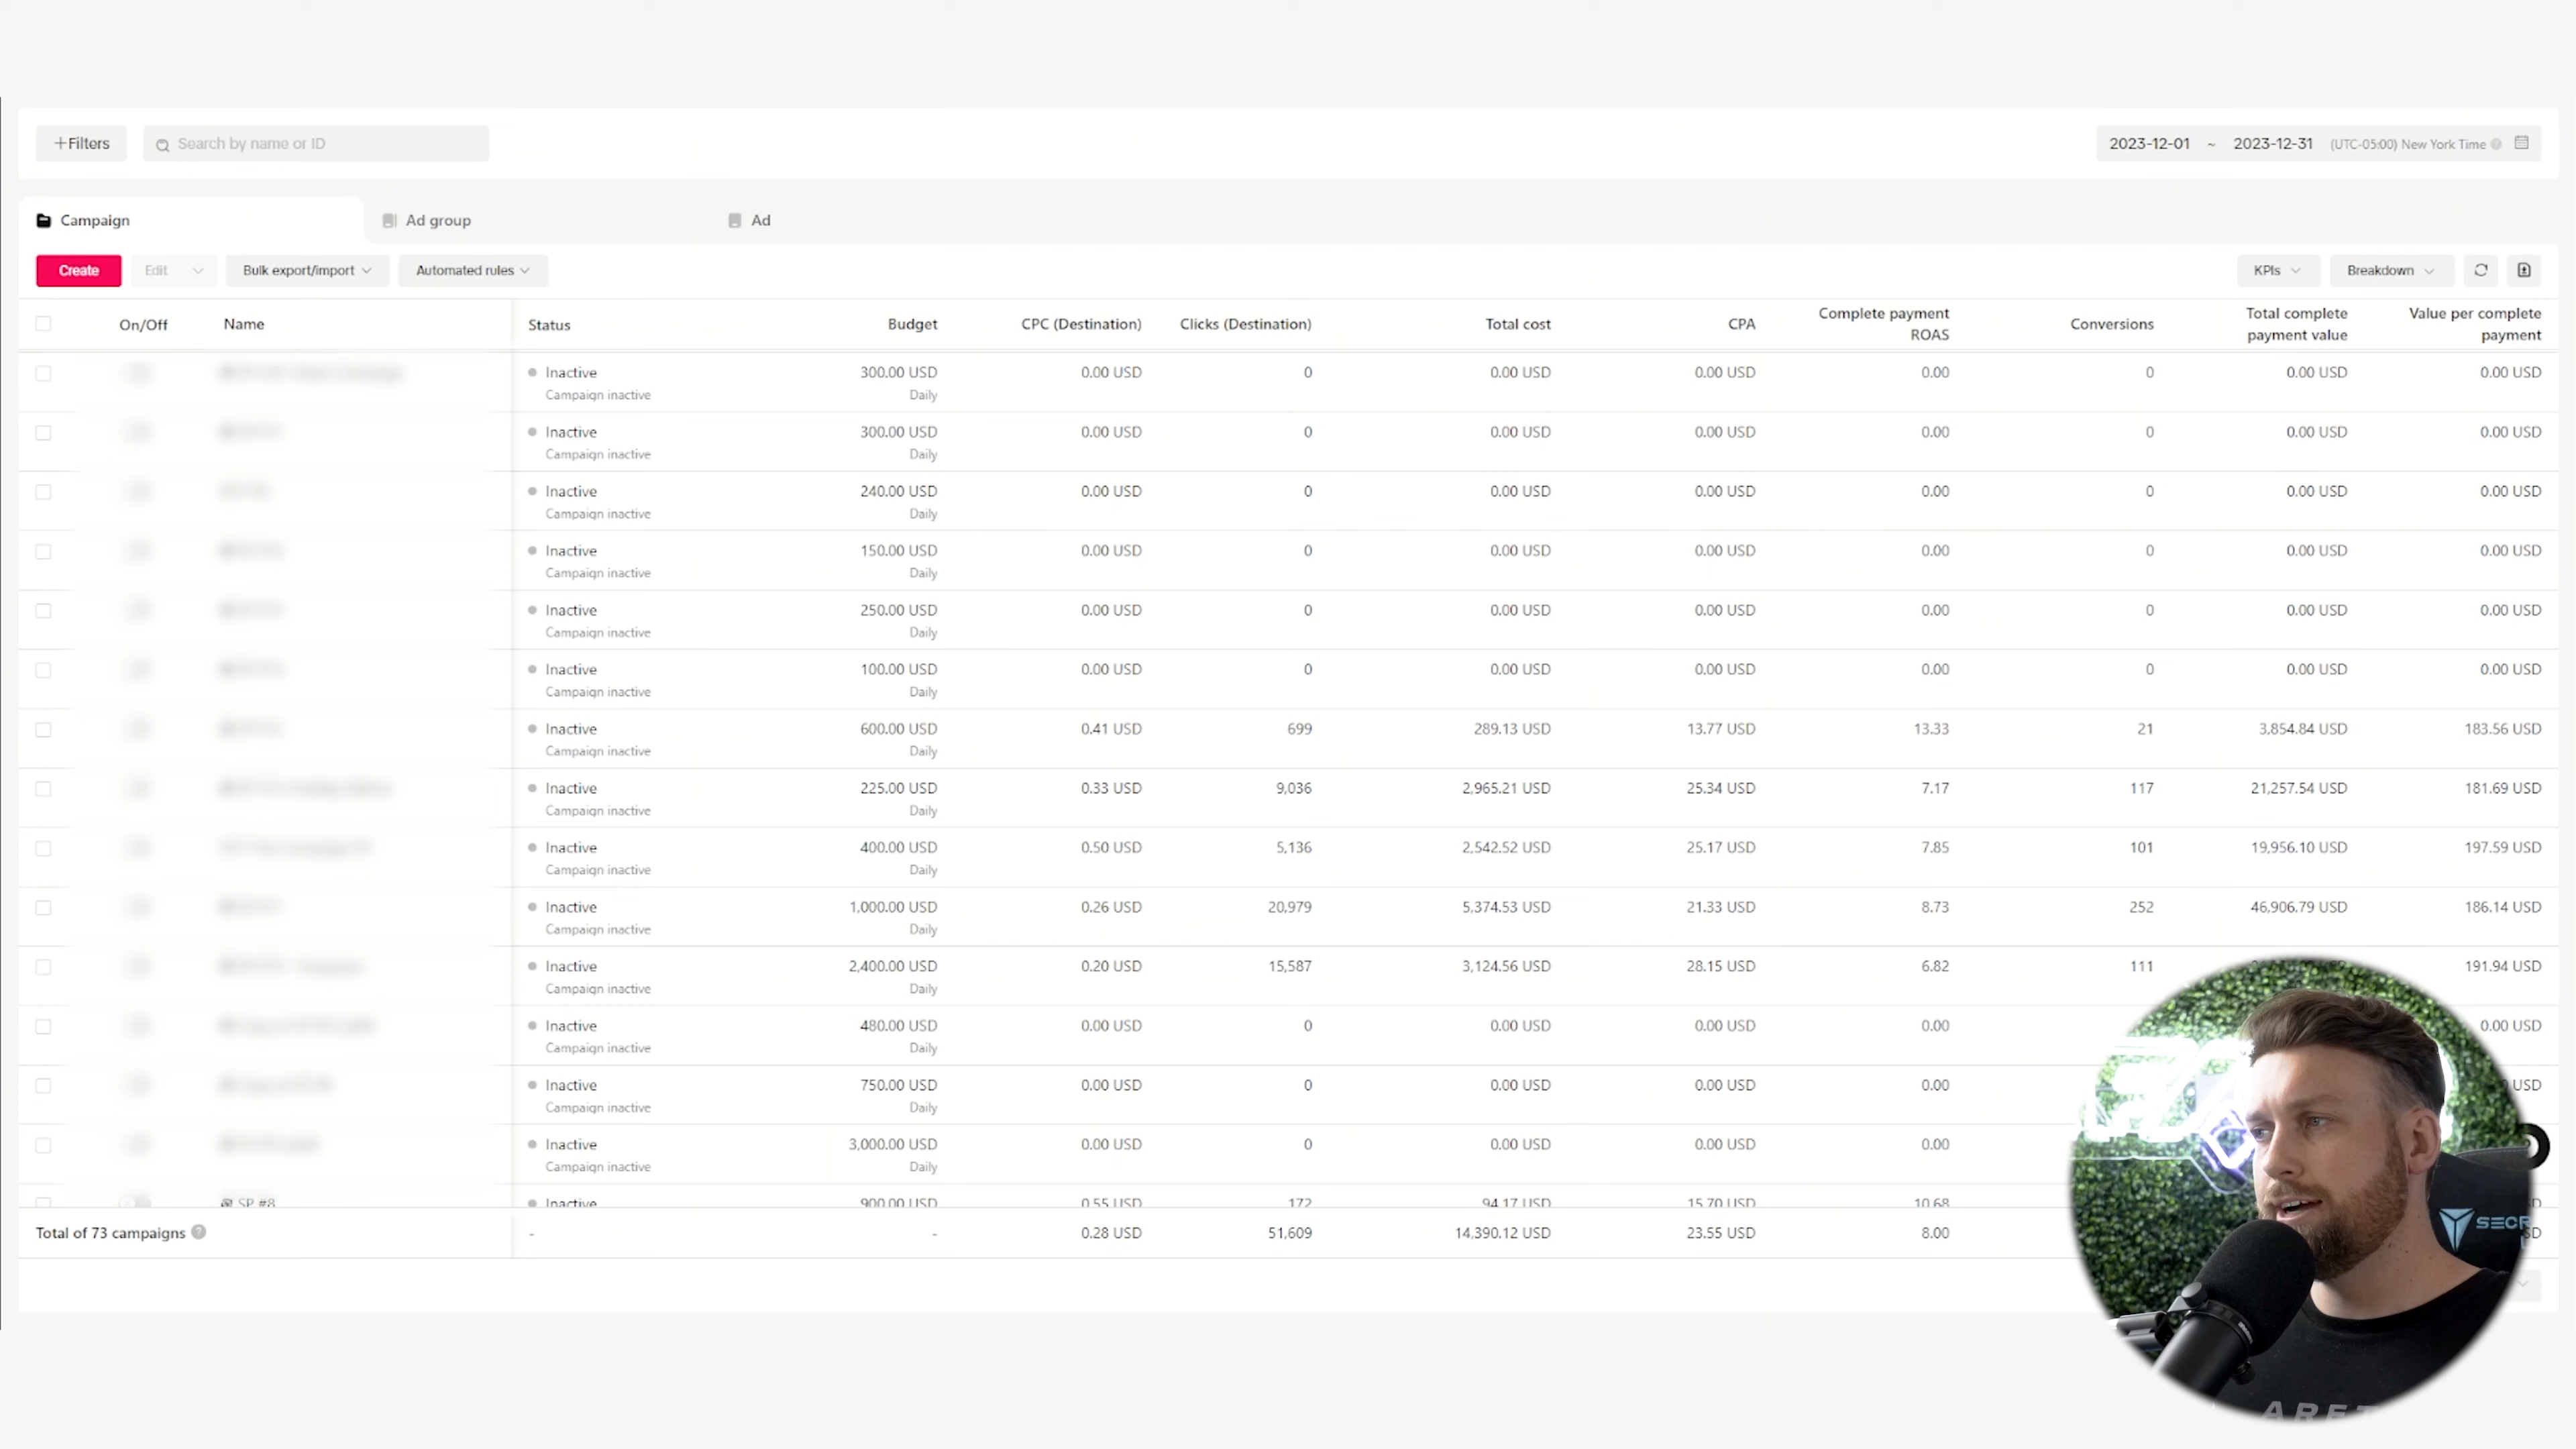 +Filters
Search by name or ID
2023-12-01 ~ 2023-12-31 (UTC-05:00) New York Time
Campaign
Ad group
Ad
Create
Edit
Bulk export/import
Automated rules
KPIs
Breakdown
On/Off Name Status Budget CPC (Destination) Clicks (Destination) Total cost CPA Complete payment ROAS Conversions Total complete payment value Value per complete payment
Inactive 300.00 USD 0.00 USD 0 0.00 USD 0.00 USD 0.00 0 0.00 USD 0.00 USD
Campaign inactive Daily
Inactive 300.00 USD 0.00 USD 0 0.00 USD 0.00 USD 0.00 0 0.00 USD 0.00 USD
Campaign inactive Daily
Inactive 240.00 USD 0.00 USD 0 0.00 USD 0.00 USD 0.00 0 0.00 USD 0.00 USD
Campaign inactive Daily
Inactive 150.00 USD 0.00 USD 0 0.00 USD 0.00 USD 0.00 0 0.00 USD 0.00 USD
Campaign inactive Daily
Inactive 250.00 USD 0.00 USD 0 0.00 USD 0.00 USD 0.00 0 0.00 USD 0.00 USD
Campaign inactive Daily
Inactive 100.00 USD 0.00 USD 0 0.00 USD 0.00 USD 0.00 0 0.00 USD 0.00 USD
Campaign inactive Daily
Inactive 600.00 USD 0.41 USD 699 289.13 USD 13.77 USD 13.33 21 3,854.84 USD 183.56 USD
Campaign inactive Daily
Inactive 225.00 USD 0.33 USD 9,036 2,965.21 USD 25.34 USD 7.17 117 21,257.54 USD 181.69 USD
Campaign inactive Daily
Inactive 400.00 USD 0.50 USD 5,136 2,542.52 USD 25.17 USD 7.85 101 19,956.10 USD 197.59 USD
Campaign inactive Daily
Inactive 1,000.00 USD 0.26 USD 20,979 5,374.53 USD 21.33 USD 8.73 252 46,906.79 USD 186.14 USD
Campaign inactive Daily
Inactive 2,400.00 USD 0.20 USD 15,587 3,124.56 USD 28.15 USD 6.82 111 191.94 USD
Campaign inactive Daily
Inactive 480.00 USD 0.00 USD 0 0.00 USD 0.00 USD 0.00 0.00 USD
Campaign inactive Daily
Inactive 750.00 USD 0.00 USD 0 0.00 USD 0.00 USD 0.00 USD
Campaign inactive Daily
Inactive 3,000.00 USD 0.00 USD 0 0.00 USD 0.00 USD 0.00
Campaign inactive Daily
SP #8 Inactive 900.00 USD 0.55 USD 172 94.17 USD 15.70 USD 10.68
Total of 73 campaigns - - 0.28 USD 51,609 14,390.12 USD 23.55 USD 8.00
SECR